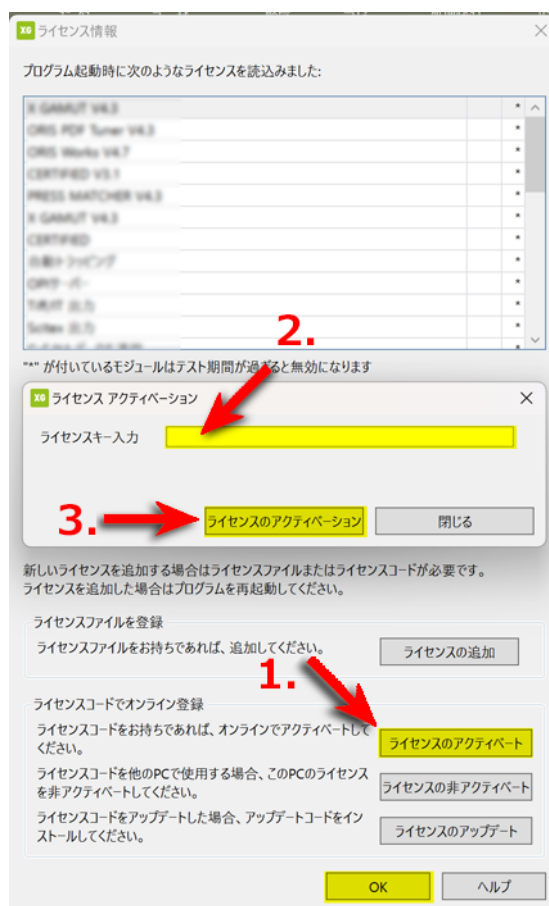 XG ライセンス情報
プログラム起動時に次のようなライセンスを読込みました:
X GAMUT V4.3 *
ORIS PDF Tuner V4.3 *
ORIS Works V4.7 *
CERTIFIED V3.1 *
PRESS MATCHER V4.3 *
X GAMUT V4.3 *
CERTIFIED *
自動トラッピング *
OPIサーバー *
*
*
*
2.
"*" が付いているモジュールはテスト期間が過ぎると無効になります
XG ライセンス アクティベーション
ライセンスキー入力
3.
ライセンスのアクティベーション 閉じる
新しいライセンスを追加する場合はライセンスファイルまたはライセンスコードが必要です。
ライセンスを追加した場合はプログラムを再起動してください。
ライセンスファイルを登録
ライセンスファイルをお持ちであれば、追加してください。
ライセンスの追加
1.
ライセンスコードでオンライン登録
ライセンスコードをお持ちであれば、オンラインでアクティベートして
ください。
ライセンスのアクティベート
ライセンスコードを他のPCで使用する場合、このPCのライセンス
を非アクティベートしてください。
ライセンスの非アクティベート
ライセンスコードをアップデートした場合、アップデートコードをイン
ストールしてください。
ライセンスのアップデート
OK ヘルプ